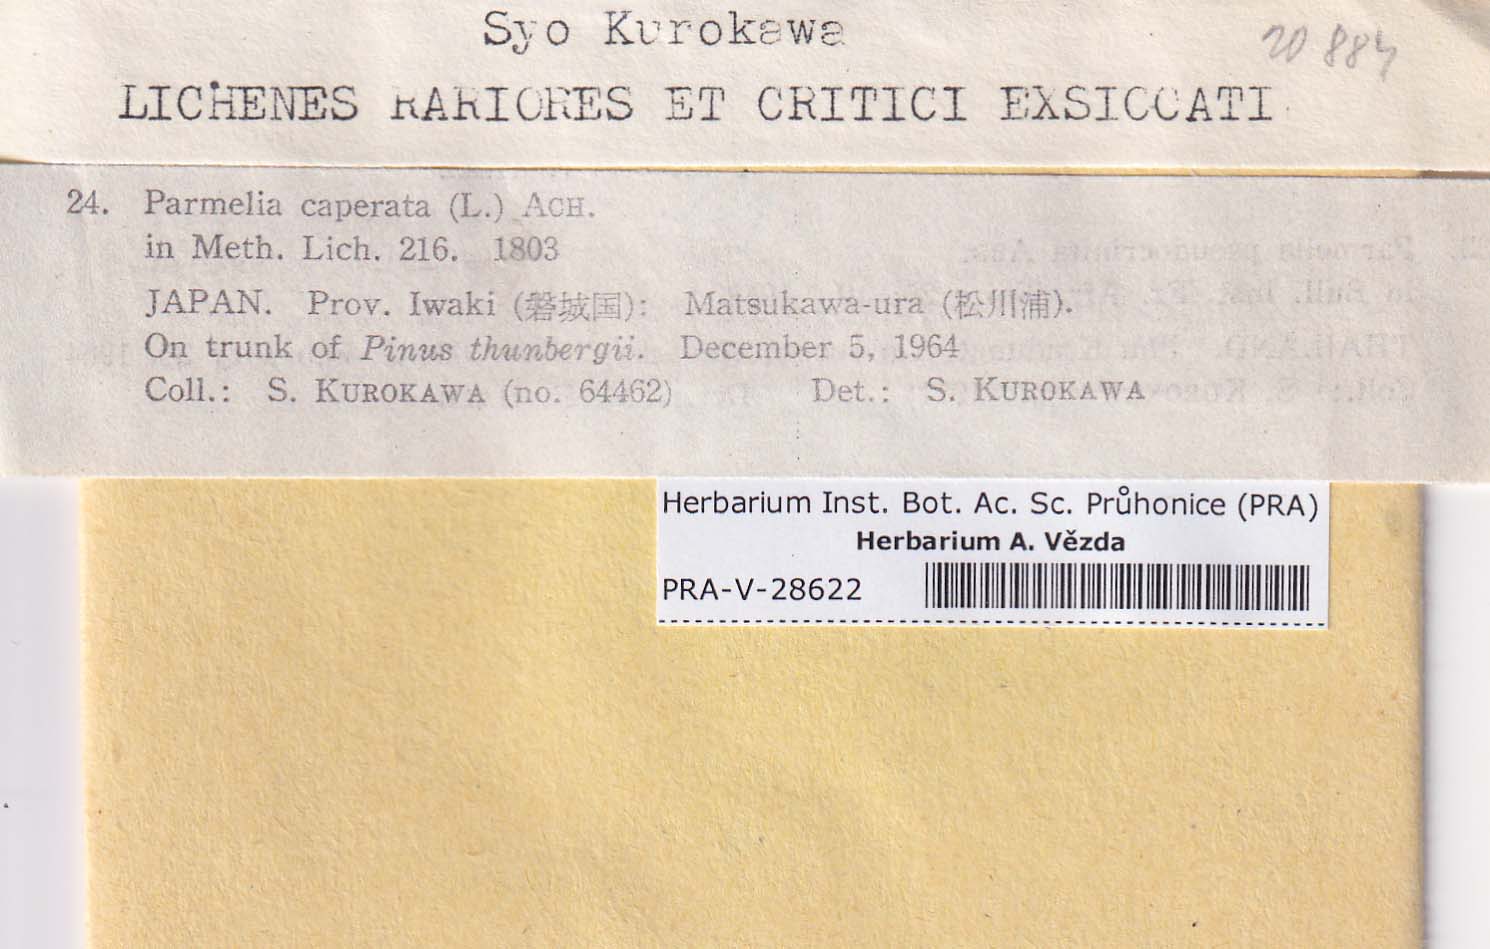 Syo Kurokawa
20 884
LICHENES RARIORES ET CRITICI EXSICCATI
24. Parmelia caperata (L.) ACH.
in Meth. Lich. 216. 1803
JAPAN. Prov. Iwaki (磐城国): Matsukawa-ura (松川浦).
On trunk of Pinus thunbergii. December 5, 1964
Coll.: S. KUROKAWA (no. 64462) Det.: S. KUROKAWA
Herbarium Inst. Bot. Ac. Sc. Průhonice (PRA)
Herbarium A. Vězda
PRA-V-28622